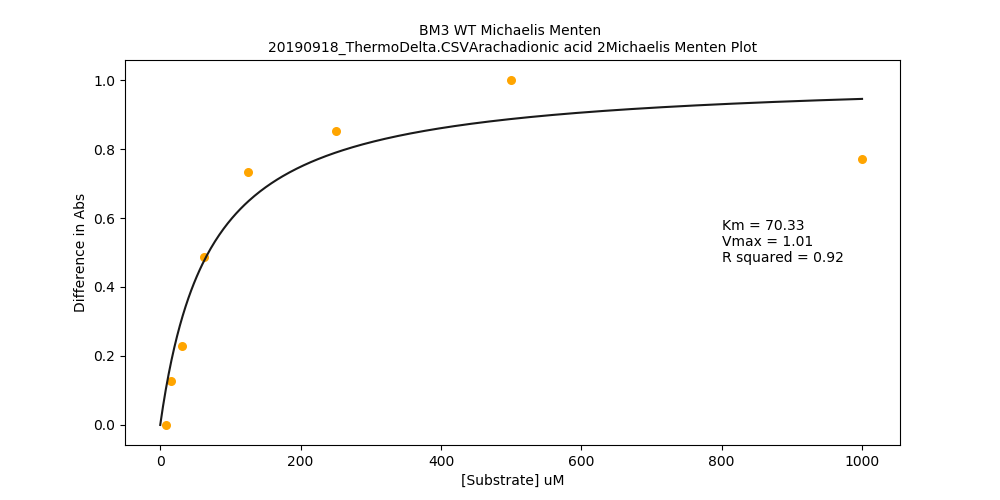 BM3 WT Michaelis Menten
20190918_ThermoDelta.CSVArachadionic acid 2Michaelis Menten Plot
1.0
0.8
0.6
0.4
0.2
0.0
Difference in Abs
Km = 70.33
Vmax = 1.01
R squared = 0.92
0 200 400 600 800 1000
[Substrate] uM